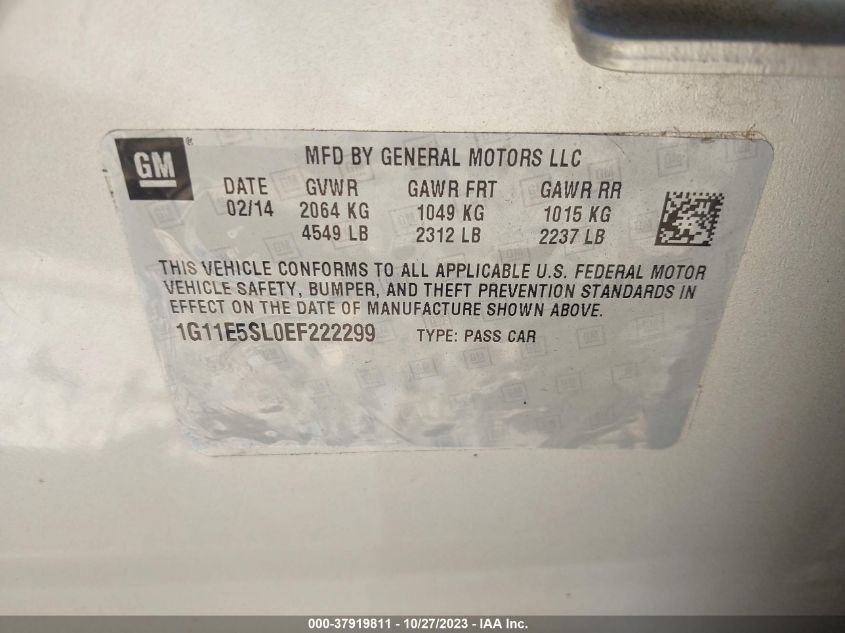 GM®
MFD BY GENERAL MOTORS LLC
DATE GVWR GAWR FRT GAWR RR
02/14 2064 KG 1049 KG 1015 KG
4549 LB 2312 LB 2237 LB
THIS VEHICLE CONFORMS TO ALL APPLICABLE U.S. FEDERAL MOTOR
VEHICLE SAFETY, BUMPER, AND THEFT PREVENTION STANDARDS IN
EFFECT ON THE DATE OF MANUFACTURE SHOWN ABOVE.
1G11E5SL0EF222299 TYPE: PASS CAR
000-37919811 - 10/27/2023 - IAA Inc.